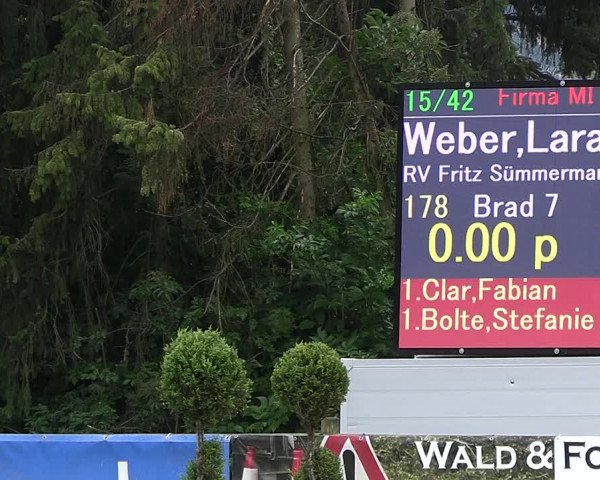 15/42 Firma MI
Weber,Lara
RV Fritz Sümmerman
178 Brad 7
0.00 p
1.Clar,Fabian
1.Bolte,Stefanie
WALD & FO